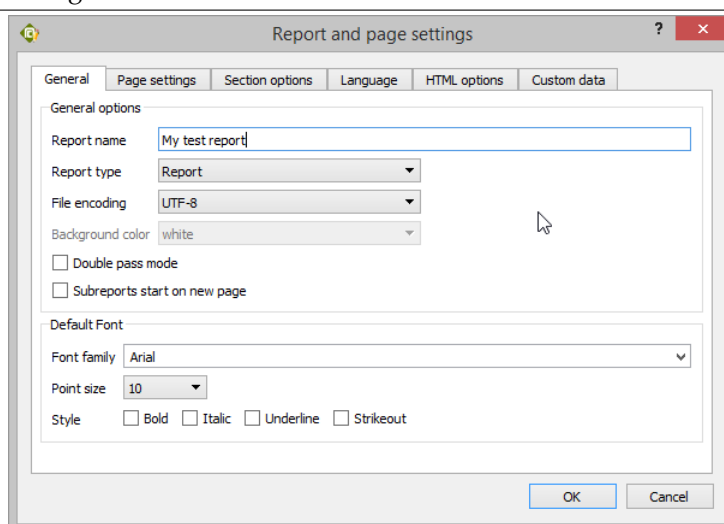 Report and page settings ?
General Page settings Section options Language HTML options Custom data
General options
Report name My test report
Report type Report
File encoding UTF-8
Background color white
Double pass mode
Subreports start on new page
Default Font
Font family Arial
Point size 10
Style Bold Italic Underline Strikeout
OK Cancel